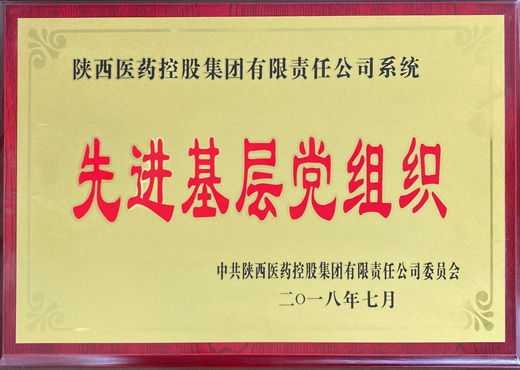 陕西医药控股集团有限责任公司系统
先进基层党组织
中共陕西医药控股集团有限责任公司委员会
二〇一八年七月